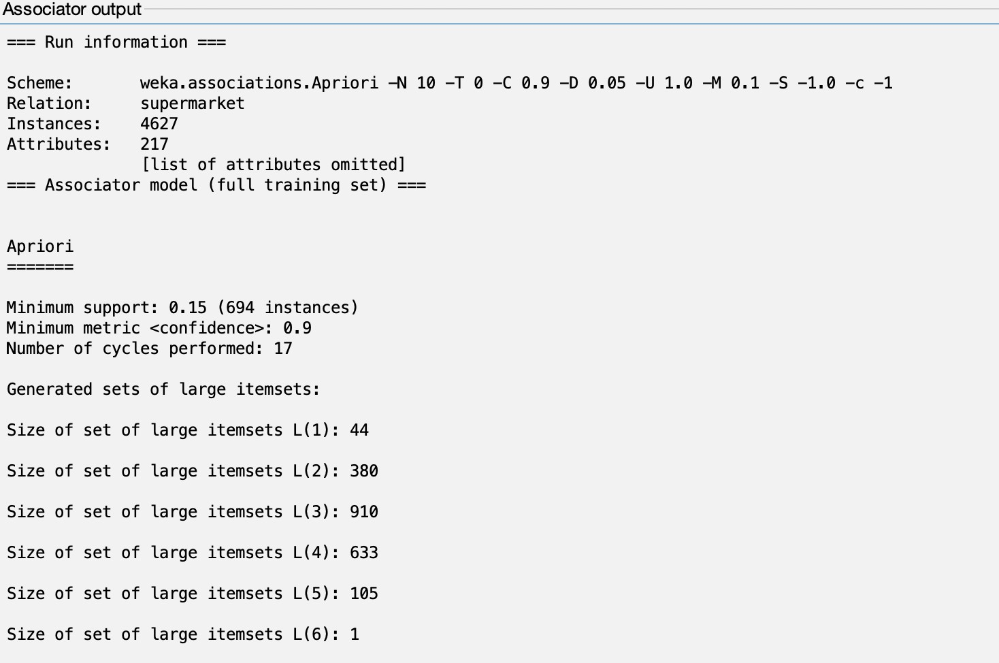 Associator output
=== Run information ===
Scheme:       weka.associations.Apriori -N 10 -T 0 -C 0.9 -D 0.05 -U 1.0 -M 0.1 -S -1.0 -c -1
Relation:     supermarket
Instances:    4627
Attributes:   217
              [list of attributes omitted]
=== Associator model (full training set) ===
Apriori
=======
Minimum support: 0.15 (694 instances)
Minimum metric <confidence>: 0.9
Number of cycles performed: 17
Generated sets of large itemsets:
Size of set of large itemsets L(1): 44
Size of set of large itemsets L(2): 380
Size of set of large itemsets L(3): 910
Size of set of large itemsets L(4): 633
Size of set of large itemsets L(5): 105
Size of set of large itemsets L(6): 1